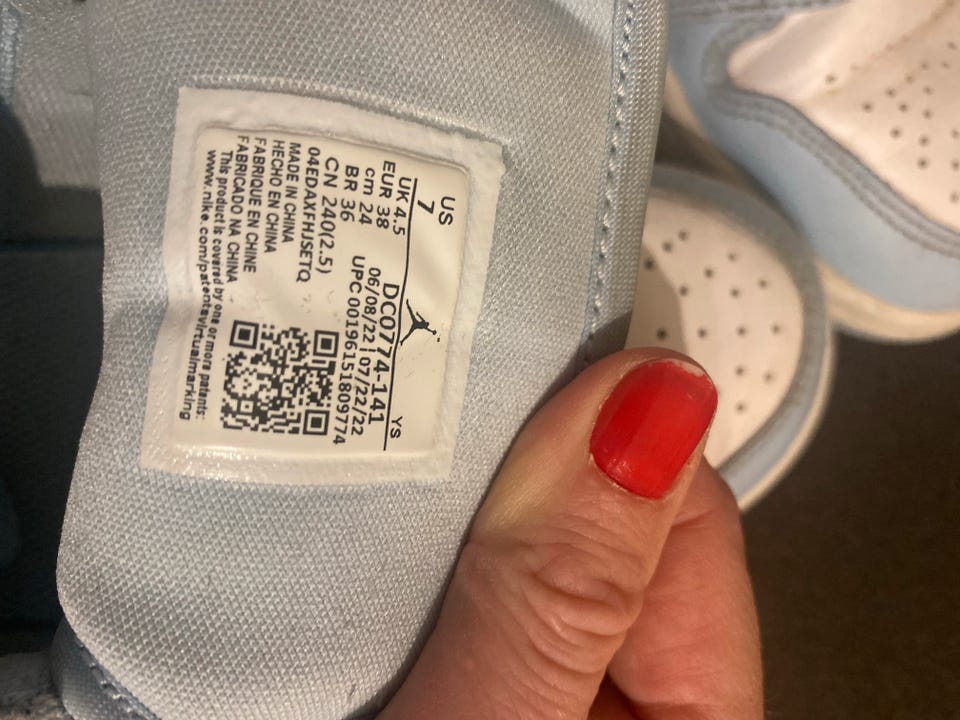 US
7
UK 4.5
EUR 38 DC0774-141 YS
cm 24 06/08/22 | 07/22/22
BR 36 UPC 00196151809774
CN 240(2.5)
04EDAXFHJSETQ
MADE IN CHINA
HECHO EN CHINA
FABRIQUE EN CHINE
FABRICADO NA CHINA
This product is covered by one or more patents:
www.nike.com/patentsvirtualmarking